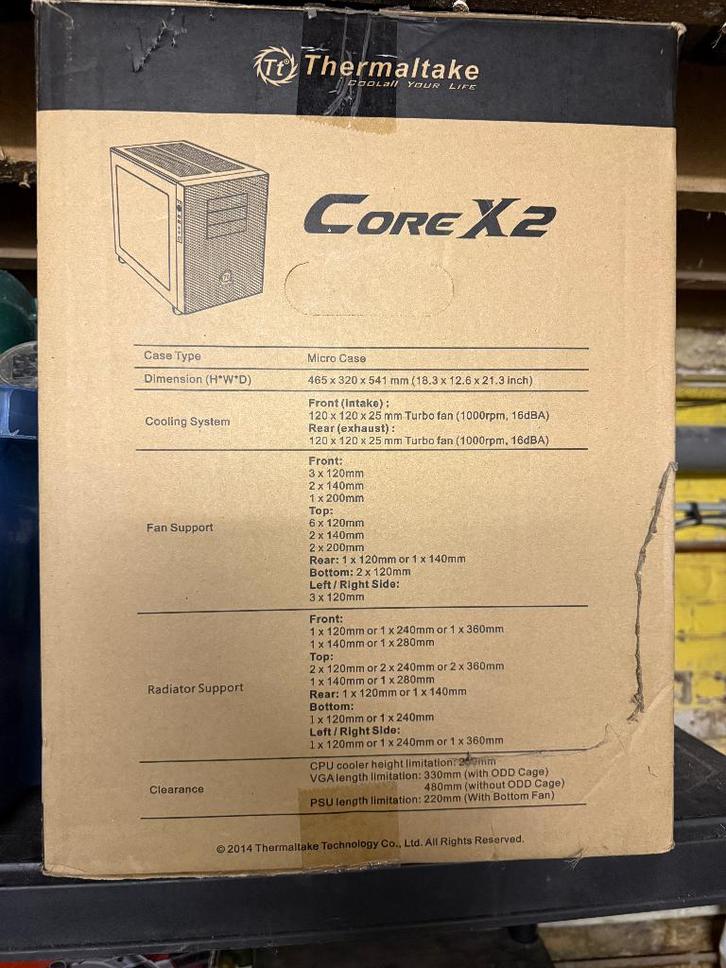 Tt Thermaltake
COOLall YOUR LIFE
CORE X2
Case Type Micro Case
Dimension (H*W*D) 465 x 320 x 541 mm (18.3 x 12.6 x 21.3 inch)
Cooling System
Front (intake) :
120 x 120 x 25 mm Turbo fan (1000rpm, 16dBA)
Rear (exhaust) :
120 x 120 x 25 mm Turbo fan (1000rpm, 16dBA)
Fan Support
Front:
3 x 120mm
2 x 140mm
1 x 200mm
Top:
6 x 120mm
2 x 140mm
2 x 200mm
Rear: 1 x 120mm or 1 x 140mm
Bottom: 2 x 120mm
Left / Right Side:
3 x 120mm
Radiator Support
Front:
1 x 120mm or 1 x 240mm or 1 x 360mm
1 x 140mm or 1 x 280mm
Top:
2 x 120mm or 2 x 240mm or 2 x 360mm
1 x 140mm or 1 x 280mm
Rear: 1 x 120mm or 1 x 140mm
Bottom:
1 x 120mm or 1 x 240mm
Left / Right Side:
1 x 120mm or 1 x 240mm or 1 x 360mm
Clearance
CPU cooler height limitation:
VGA length limitation: 330mm (with ODD Cage)
480mm (without ODD Cage)
PSU length limitation: 220mm (With Bottom Fan)
© 2014 Thermaltake Technology Co., Ltd. All Rights Reserved.